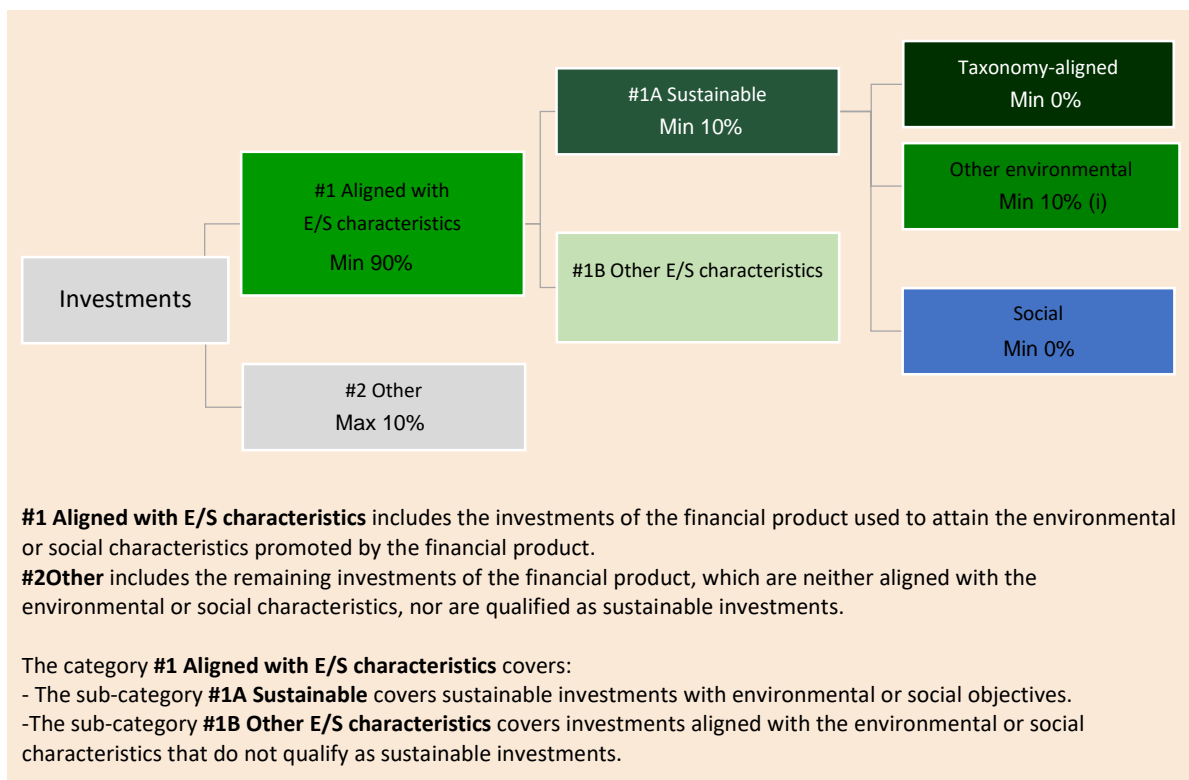 Investments
#1 Aligned with
E/S characteristics
Min 90%
#2 Other
Max 10%
#1A Sustainable
Min 10%
#1B Other E/S characteristics
Taxonomy-aligned
Min 0%
Other environmental
Min 10% (i)
Social
Min 0%
#1 Aligned with E/S characteristics includes the investments of the financial product used to attain the environmental
or social characteristics promoted by the financial product.
#2Other includes the remaining investments of the financial product, which are neither aligned with the
environmental or social characteristics, nor are qualified as sustainable investments.
The category #1 Aligned with E/S characteristics covers:
- The sub-category #1A Sustainable covers sustainable investments with environmental or social objectives.
-The sub-category #1B Other E/S characteristics covers investments aligned with the environmental or social
characteristics that do not qualify as sustainable investments.